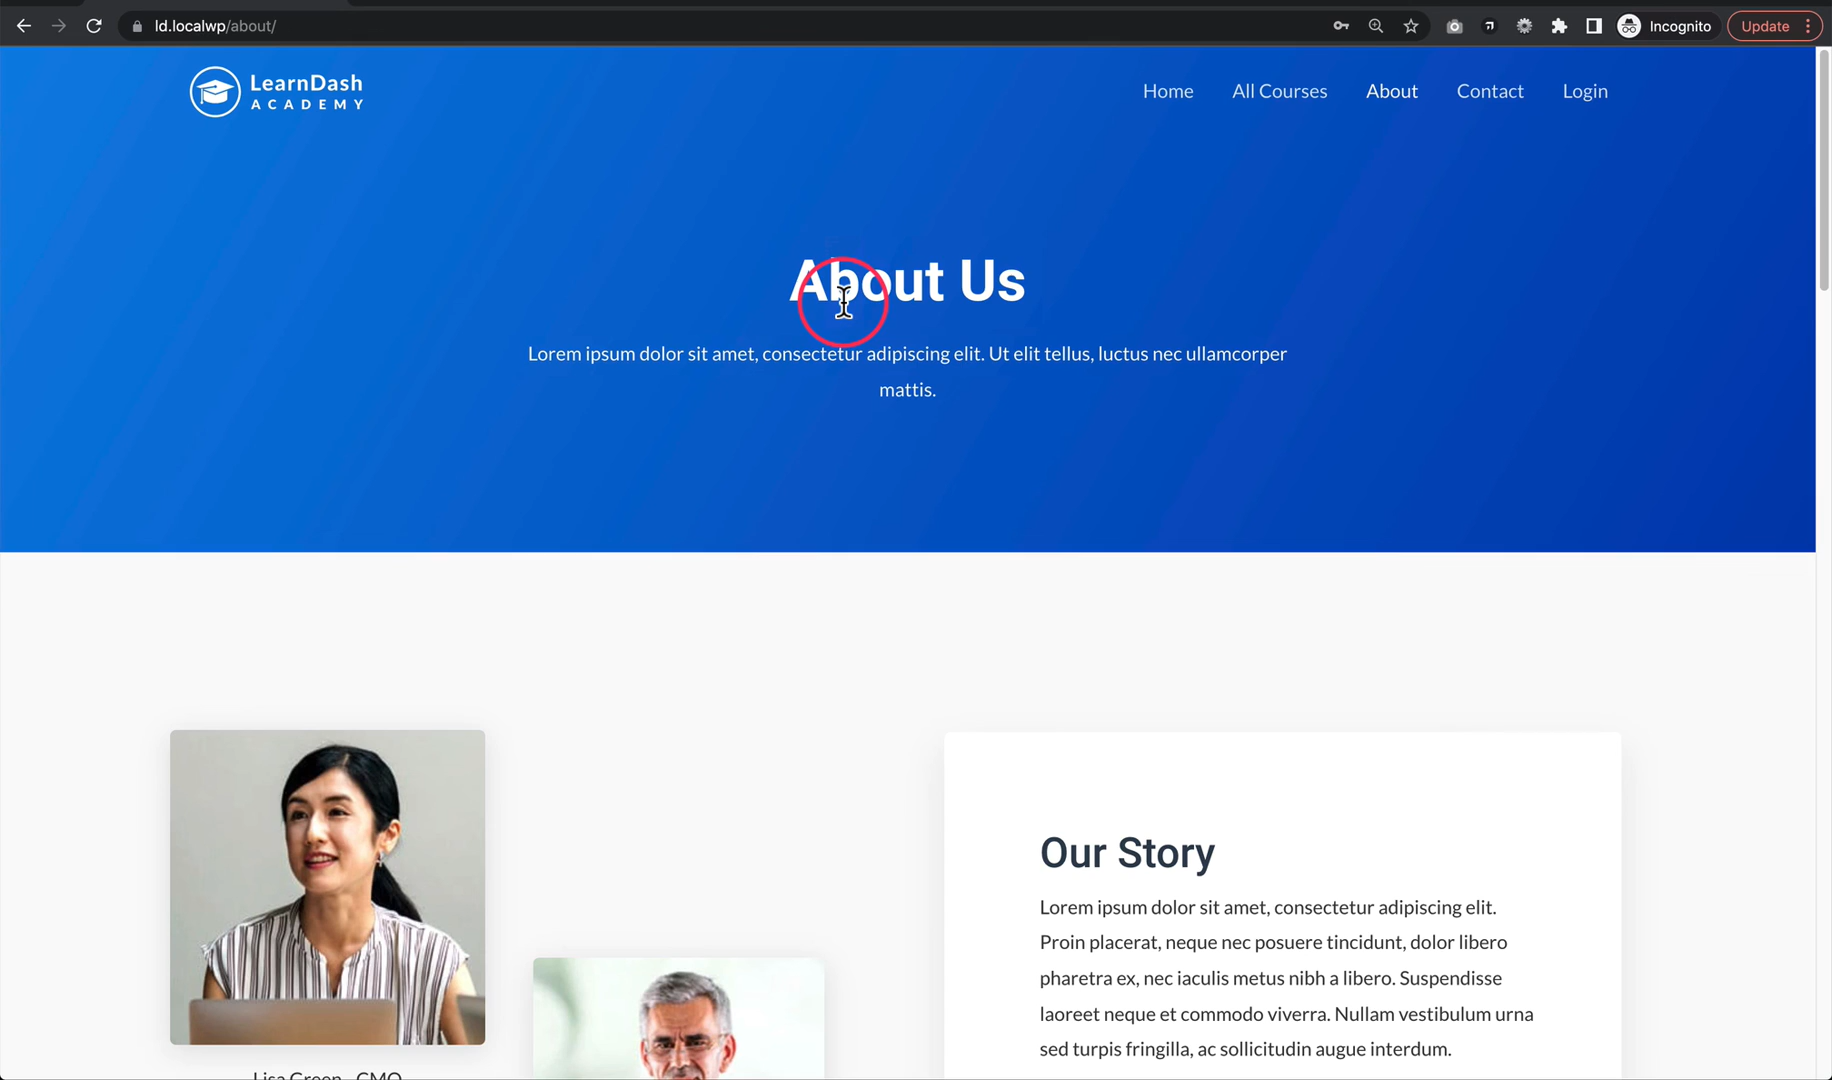 ld.localwp/about/
Incognito
Update
LearnDash
ACADEMY
Home
All Courses
About
Contact
Login
About Us
Lorem ipsum dolor sit amet, consectetur adipiscing elit. Ut elit tellus, luctus nec ullamcorper
mattis.
Our Story
Lorem ipsum dolor sit amet, consectetur adipiscing elit.
Proin placerat, neque nec posuere tincidunt, dolor libero
pharetra ex, nec iaculis metus nibh a libero. Suspendisse
laoreet neque et commodo viverra. Nullam vestibulum urna
sed turpis fringilla, ac sollicitudin augue interdum.
Lisa Green - CMO